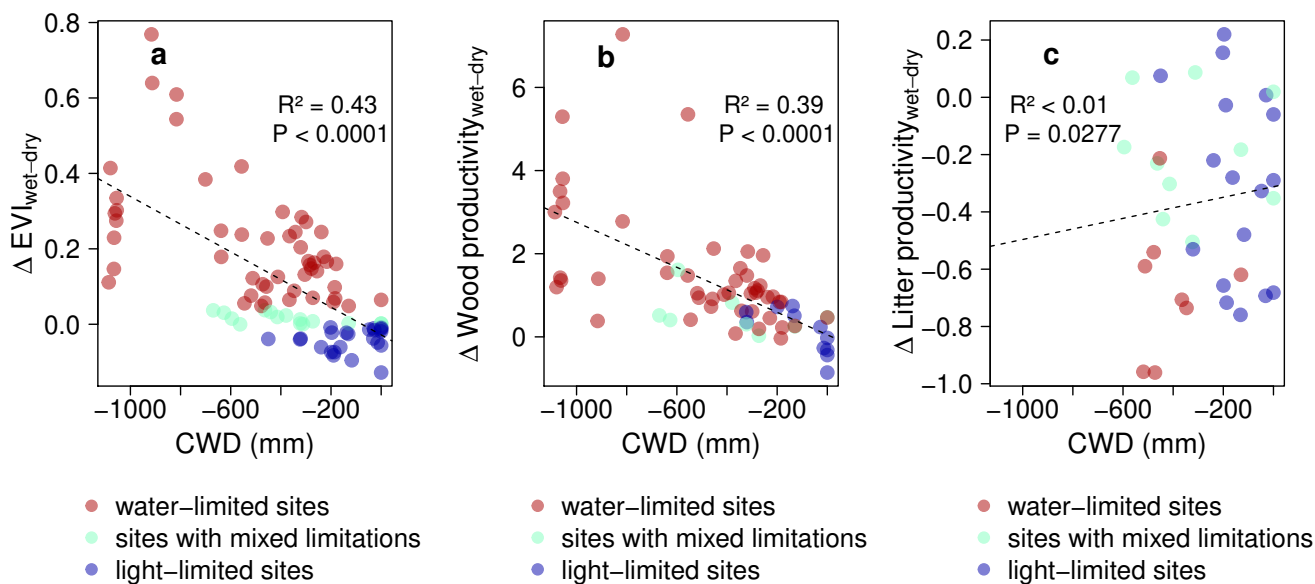 a
R² = 0.43
P < 0.0001
Δ EVIwet−dry
0.8
0.6
0.4
0.2
0.0
−1000
−600
−200
CWD (mm)
water−limited sites
sites with mixed limitations
light−limited sites
b
R² = 0.39
P < 0.0001
Δ Wood productivitywet−dry
6
4
2
0
−1000
−600
−200
CWD (mm)
water−limited sites
sites with mixed limitations
light−limited sites
c
R² < 0.01
P = 0.0277
Δ Litter productivitywet−dry
0.2
0.0
−0.2
−0.4
−0.6
−0.8
−1.0
−1000
−600
−200
CWD (mm)
water−limited sites
sites with mixed limitations
light−limited sites